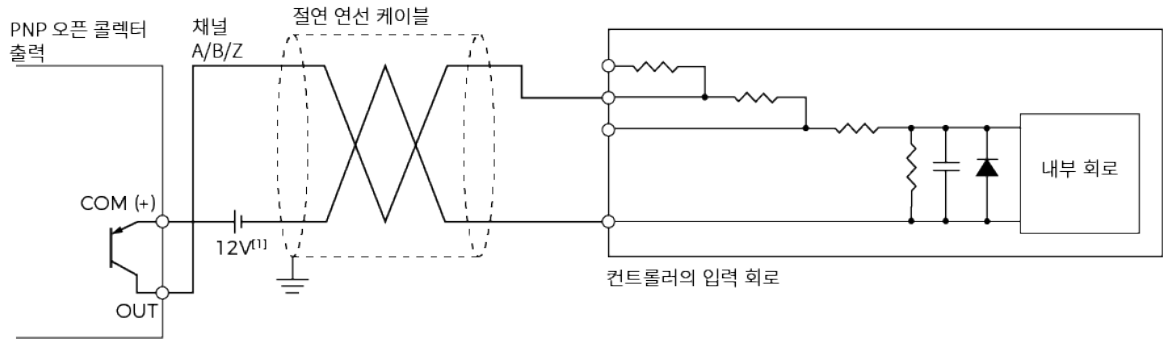 PNP 오픈 콜렉터
출력
채널
A/B/Z
절연 연선 케이블
COM (+)
12V[1]
OUT
내부 회로
컨트롤러의 입력 회로